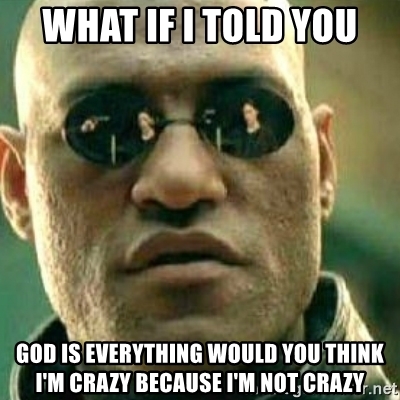 WHAT IF I TOLD YOU
GOD IS EVERYTHING WOULD YOU THINK
I'M CRAZY BECAUSE I'M NOT CRAZY